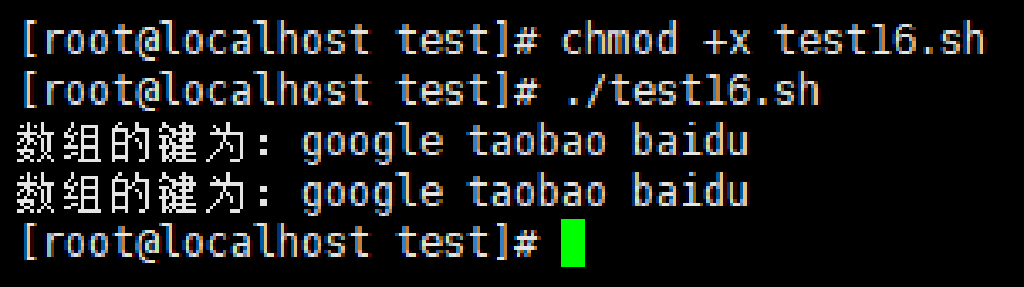 [root@localhost test]# chmod +x test16.sh
[root@localhost test]# ./test16.sh
数组的键为: google taobao baidu
数组的键为: google taobao baidu
[root@localhost test]#